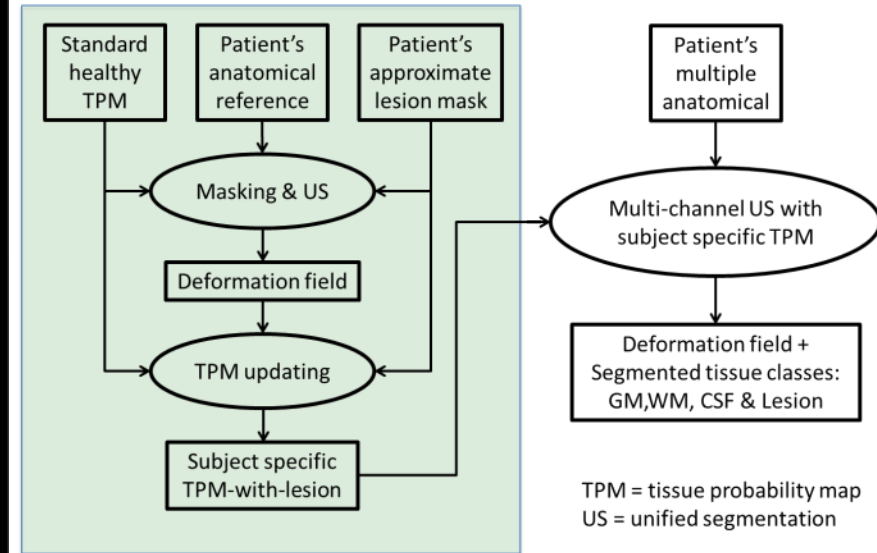 Standard
healthy
TPM
Patient's
anatomical
reference
Patient's
approximate
lesion mask
Masking & US
Deformation field
TPM updating
Subject specific
TPM-with-lesion
Patient's
multiple
anatomical
Multi-channel US with
subject specific TPM
Deformation field +
Segmented tissue classes:
GM,WM, CSF & Lesion
TPM = tissue probability map
US = unified segmentation